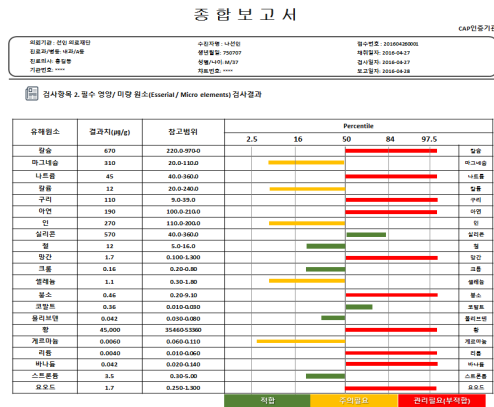 종 합 보 고 서
CAP인증기관
의뢰기관 : 선인 의료재단 수진자명 : 나선인 접수번호 : 201604260001
진료과/병동: 내과/A동 생년월일: 750707 채취일자: 2016-04-27
진료의사: 홍길동 성별/나이: M/37 검사일자: 2016-04-27
기관번호: **** 차트번호: **** 보고일자: 2016-04-28
검사항목 2. 필수 영양/ 미량 원소(Esserial / Micro elements) 검사결과
유해원소 결과치(μg/g) 참고범위 Percentile
2.5 16 50 84 97.5
칼슘 670 220.0-970.0 칼슘
마그네슘 310 20.0-110.0 마그네슘
나트륨 45 40.0-360.0 나트륨
칼륨 12 20.0-240.0 칼륨
구리 110 9.0-39.0 구리
아연 190 100.0-210.0 아연
인 270 110.0-200.0 인
실리콘 570 40.0-360.0 실리콘
철 12 5.0-16.0 철
망간 1.7 0.100-1.300 망간
크롬 0.16 0.20-0.80 크롬
셀레늄 1.1 0.30-1.80 셀레늄
붕소 0.46 0.20-9.10 붕소
코발트 0.36 0.010-0.030 코발트
몰리브덴 0.042 0.030-0.080 몰리브덴
황 45,000 35460-53360 황
게르마늄 0.0060 0.060-0.110 게르마늄
리튬 0.0040 0.010-0.060 리튬
바나듐 0.042 0.020-0.140 바나듐
스트론튬 3.5 0.30-5.00 스트론튬
요오드 1.7 0.250-1.300 요오드
적합 주의필요 관리필요(부적합)